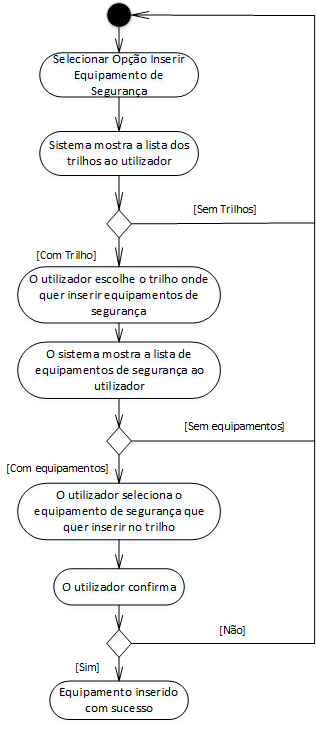 Selecionar Opção Inserir
Equipamento de
Segurança
Sistema mostra a lista dos
trilhos ao utilizador
[Sem Trilhos]
[Com Trilho]
O utilizador escolhe o trilho onde
quer inserir equipamentos de
segurança
O sistema mostra a lista de
equipamentos de segurança ao
utilizador
[Sem equipamentos]
[Com equipamentos]
O utilizador seleciona o
equipamento de segurança que
quer inserir no trilho
O utilizador confirma
[Não]
[Sim]
Equipamento inserido
com sucesso